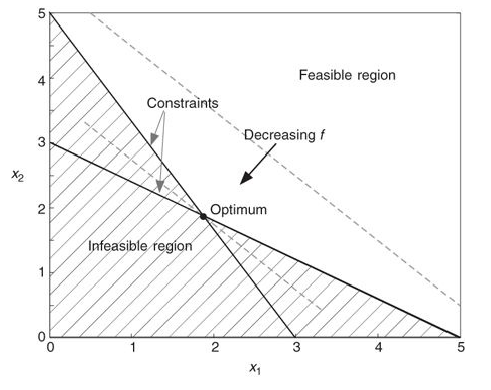 5
Feasible region
4
Constraints
Decreasing f
3
x2
2
Optimum
Infeasible region
1
0
0 1 2 3 4 5
x1